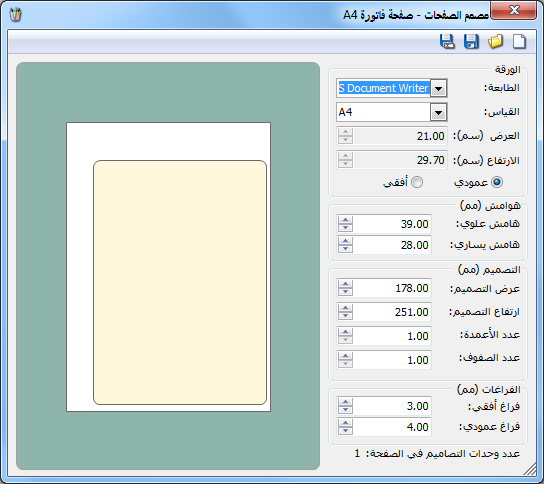 مصمم الصفحات - صفحة فاتورة A4
الورقة
الطابعة: S Document Writer
القياس: A4
العرض (سم): 21.00
الارتفاع (سم): 29.70
عمودي أفقي
هوامش (مم)
هامش علوي: 39.00
هامش يساري: 28.00
التصميم (مم)
عرض التصميم: 178.00
ارتفاع التصميم: 251.00
عدد الأعمدة: 1.00
عدد الصفوف: 1.00
الفراغات (مم)
فراغ أفقي: 3.00
فراغ عمودي: 4.00
عدد وحدات التصاميم في الصفحة: 1